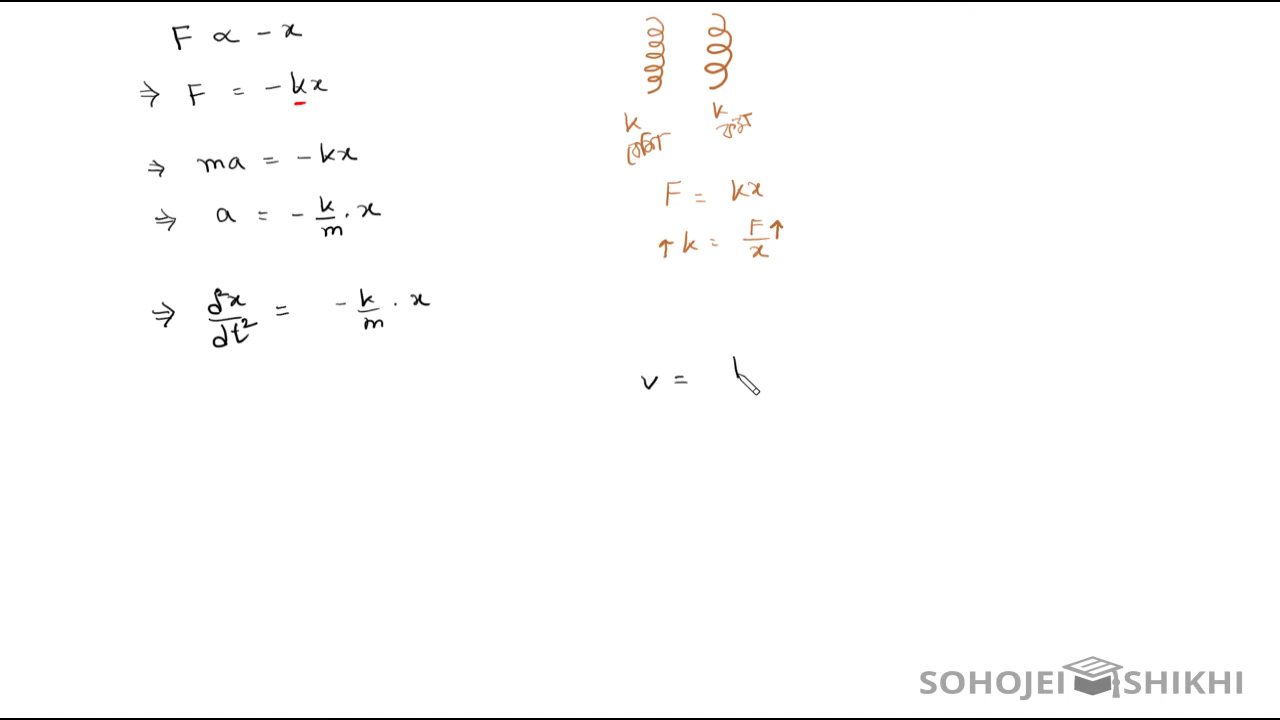 F ∝ - x
⇒ F = - kx
⇒ ma = - kx
⇒ a = - k/m . x
⇒ d²x/dt² = - k/m . x
k k
বেশি কম
F = kx
↑ k = F↑/x
v =
SOHOJEI SHIKHI